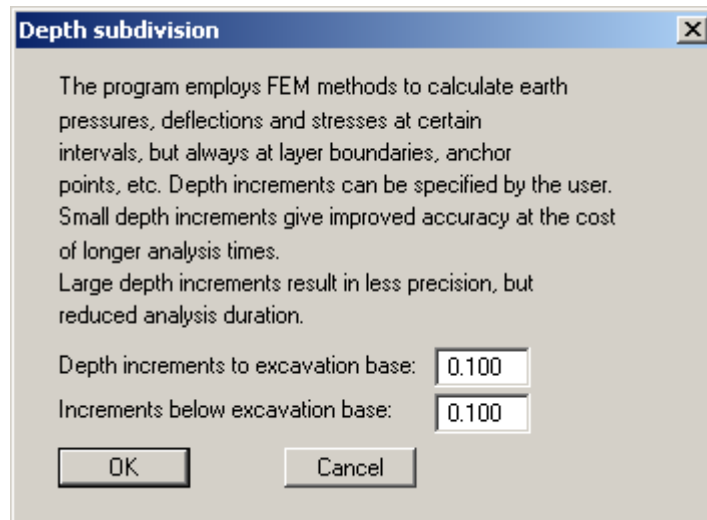 Depth subdivision
The program employs FEM methods to calculate earth
pressures, deflections and stresses at certain
intervals, but always at layer boundaries, anchor
points, etc. Depth increments can be specified by the user.
Small depth increments give improved accuracy at the cost
of longer analysis times.
Large depth increments result in less precision, but
reduced analysis duration.
Depth increments to excavation base: 0.100
Increments below excavation base: 0.100
OK Cancel